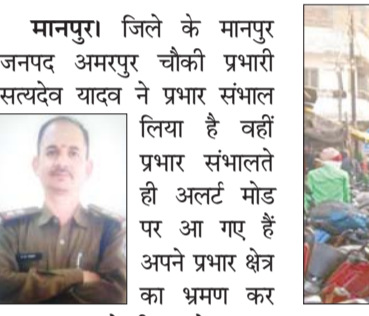 मानपुर। जिले के मानपुर
जनपद अमरपुर चौकी प्रभारी
सत्यदेव यादव ने प्रभार संभाल
लिया है वहीं
प्रभार संभालते
ही अलर्ट मोड
पर आ गए हैं
अपने प्रभार क्षेत्र
का भ्रमण कर